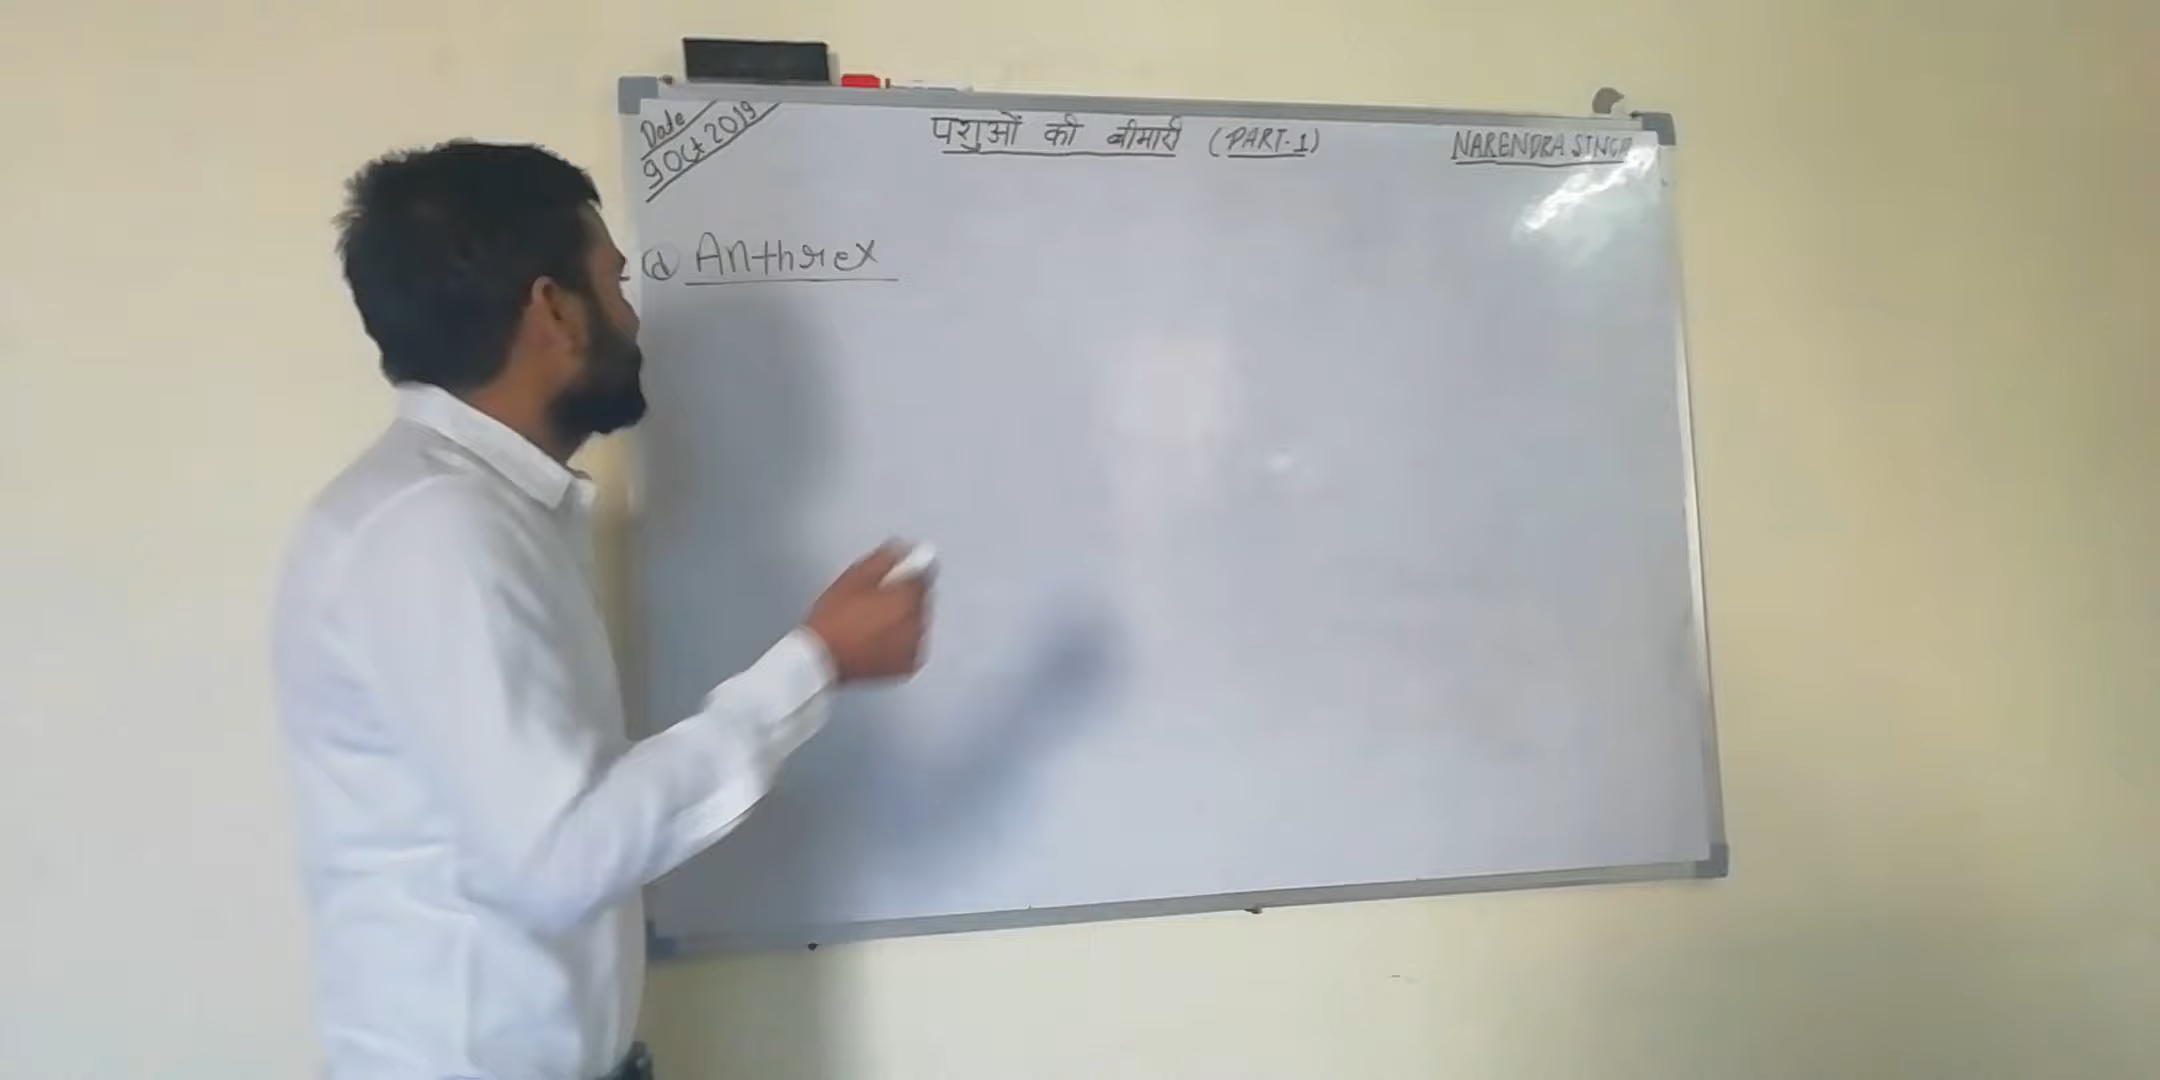 Date
9 Oct 2019
पशुओं की बीमारी (PART-1)
NARENDRA SINGH
Anthrex